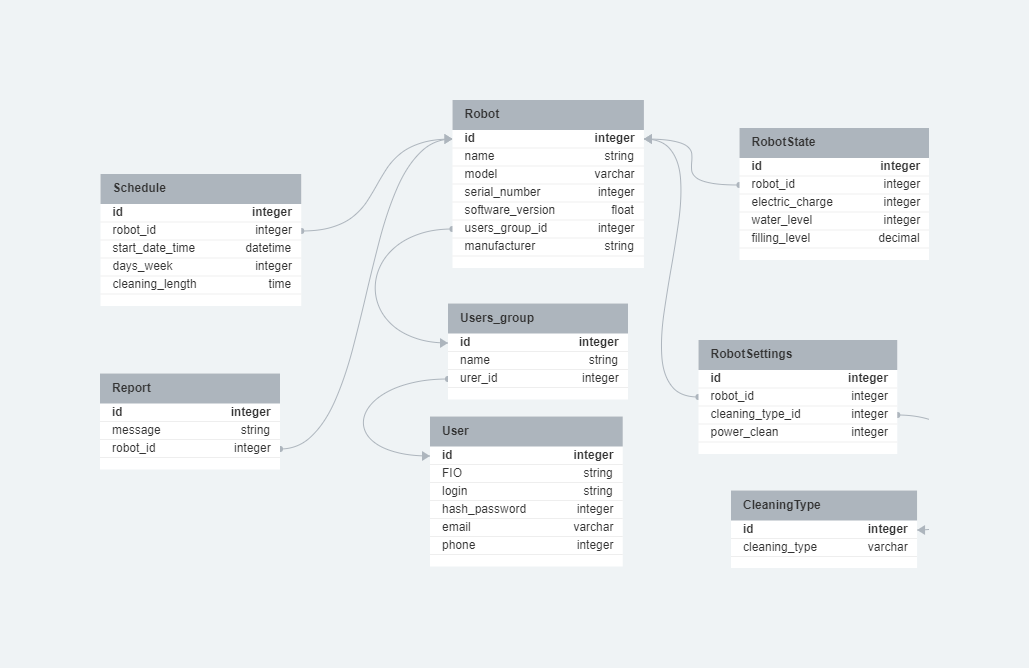 Robot
id integer
name string
model varchar
serial_number integer
software_version float
users_group_id integer
manufacturer string
RobotState
id integer
robot_id integer
electric_charge integer
water_level integer
filling_level decimal
Schedule
id integer
robot_id integer
start_date_time datetime
days_week integer
cleaning_length time
Users_group
id integer
name string
urer_id integer
RobotSettings
id integer
robot_id integer
cleaning_type_id integer
power_clean integer
Report
id integer
message string
robot_id integer
User
id integer
FIO string
login string
hash_password integer
email varchar
phone integer
CleaningType
id integer
cleaning_type varchar